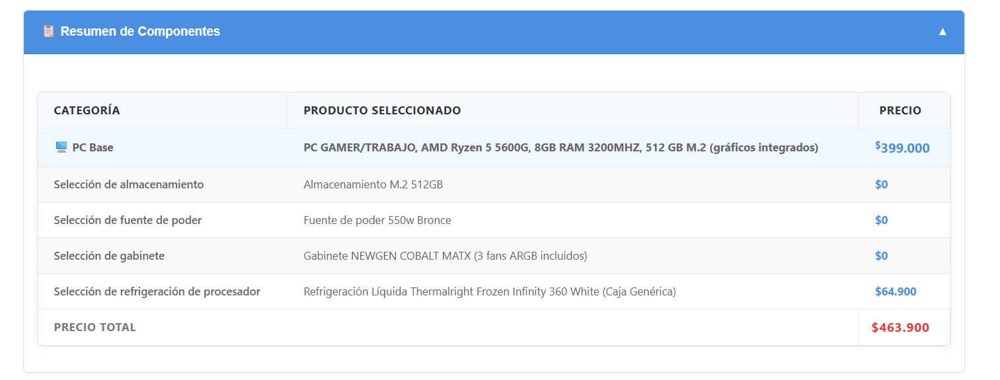 📋 Resumen de Componentes ▲
CATEGORÍA PRODUCTO SELECCIONADO PRECIO
PC Base PC GAMER/TRABAJO, AMD Ryzen 5 5600G, 8GB RAM 3200MHZ, 512 GB M.2 (gráficos integrados) $399.000
Selección de almacenamiento Almacenamiento M.2 512GB $0
Selección de fuente de poder Fuente de poder 550w Bronce $0
Selección de gabinete Gabinete NEWGEN COBALT MATX (3 fans ARGB incluidos) $0
Selección de refrigeración de procesador Refrigeración Líquida Thermalright Frozen Infinity 360 White (Caja Genérica) $64.900
PRECIO TOTAL $463.900